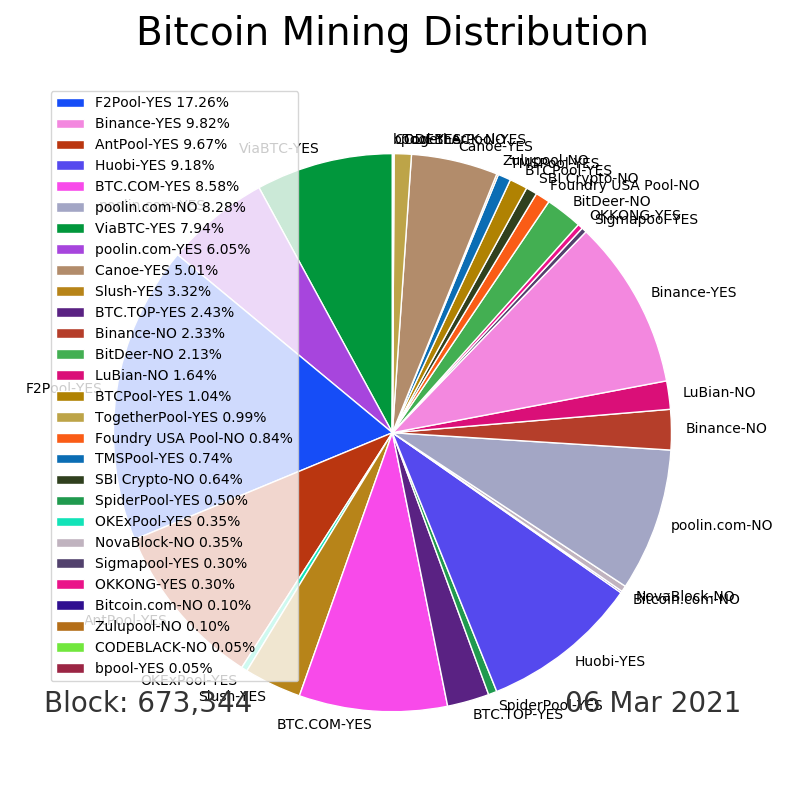 Bitcoin Mining Distribution
F2Pool-YES 17.26%
Binance-YES 9.82%
AntPool-YES 9.67%
Huobi-YES 9.18%
BTC.COM-YES 8.58%
poolin.com-NO 8.28%
ViaBTC-YES 7.94%
poolin.com-YES 6.05%
Canoe-YES 5.01%
Slush-YES 3.32%
BTC.TOP-YES 2.43%
Binance-NO 2.33%
BitDeer-NO 2.13%
LuBian-NO 1.64%
BTCPool-YES 1.04%
TogetherPool-YES 0.99%
Foundry USA Pool-NO 0.84%
TMSPool-YES 0.74%
SBI Crypto-NO 0.64%
SpiderPool-YES 0.50%
OKExPool-YES 0.35%
NovaBlock-NO 0.35%
Sigmapool-YES 0.30%
OKKONG-YES 0.30%
Bitcoin.com-NO 0.10%
Zulupool-NO 0.10%
CODEBLACK-NO 0.05%
bpool-YES 0.05%
Canoe-YES
Zulupool-NO
TMSPool-YES
BTCPool-YES
SBI Crypto-NO
Foundry USA Pool-NO
BitDeer-NO
OKKONG-YES
Sigmapool-YES
Binance-YES
LuBian-NO
Binance-NO
poolin.com-NO
NovaBlock-NO
Bitcoin.com-NO
Huobi-YES
SpiderPool-YES
BTC.TOP-YES
BTC.COM-YES
Slush-YES
OKExPool-YES
AntPool-YES
F2Pool-YES
poolin.com-YES
ViaBTC-YES
Block: 673,344
06 Mar 2021